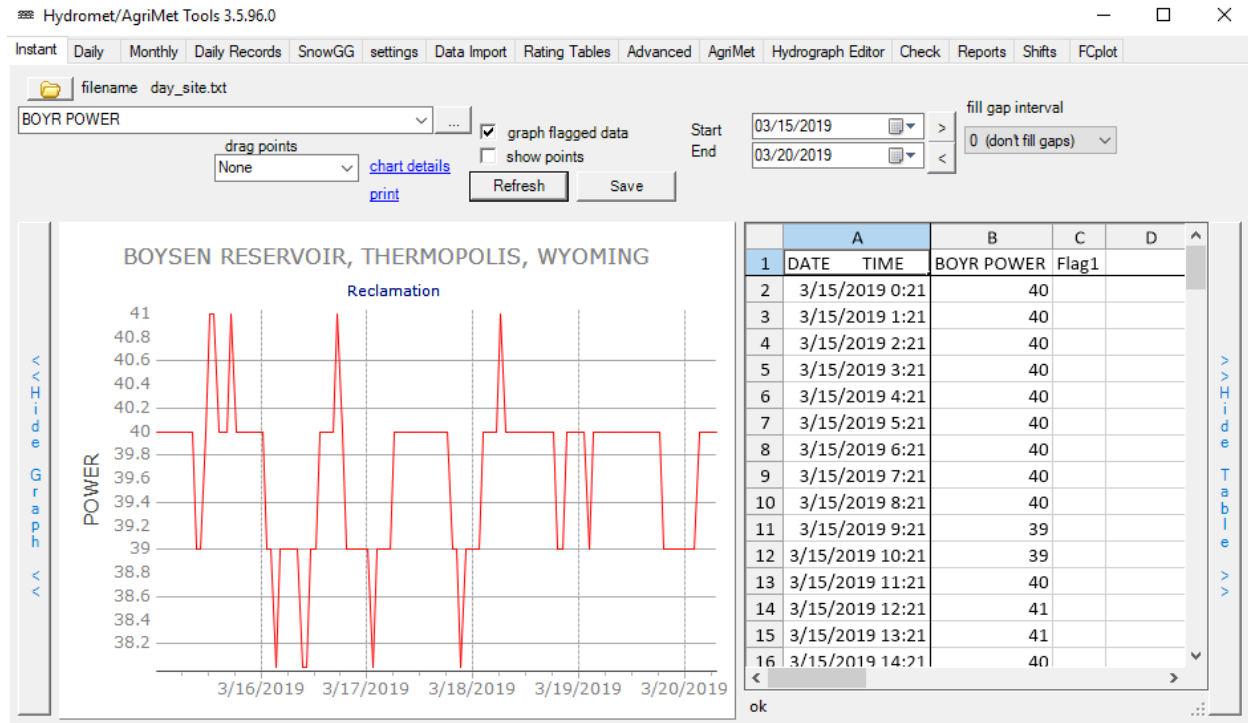 Hydromet/AgriMet Tools 3.5.96.0
Instant Daily Monthly Daily Records SnowGG settings Data Import Rating Tables Advanced AgriMet Hydrograph Editor Check Reports Shifts FCplot
filename day_site.txt
BOYR POWER ...
drag points
None
chart details
print
graph flagged data
show points
Refresh Save
Start 03/15/2019 >
End 03/20/2019 <
fill gap interval
0 (don't fill gaps)
<<Hide Graph <<
BOYSEN RESERVOIR, THERMOPOLIS, WYOMING
Reclamation
POWER
41
40.8
40.6
40.4
40.2
40
39.8
39.6
39.4
39.2
39
38.8
38.6
38.4
38.2
3/16/2019 3/17/2019 3/18/2019 3/19/2019 3/20/2019
A B C D
1 DATE TIME BOYR POWER Flag1
2 3/15/2019 0:21 40
3 3/15/2019 1:21 40
4 3/15/2019 2:21 40
5 3/15/2019 3:21 40
6 3/15/2019 4:21 40
7 3/15/2019 5:21 40
8 3/15/2019 6:21 40
9 3/15/2019 7:21 40
10 3/15/2019 8:21 40
11 3/15/2019 9:21 39
12 3/15/2019 10:21 39
13 3/15/2019 11:21 40
14 3/15/2019 12:21 41
15 3/15/2019 13:21 41
16 3/15/2019 14:21 40
>>Hide Table >>
ok